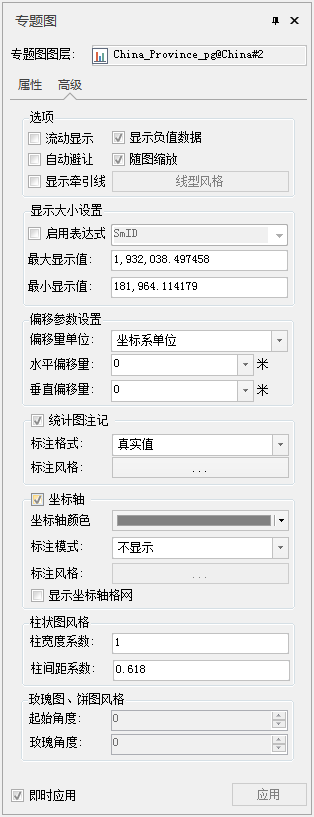 专题图
专题图图层: China_Province_pg@China#2
属性 高级
选项
流动显示 显示负值数据
自动避让 随图缩放
显示牵引线 线型风格
显示大小设置
启用表达式 SmID
最大显示值: 1,932,038.497458
最小显示值: 181,964.114179
偏移参数设置
偏移量单位: 坐标系单位
水平偏移量: 0 米
垂直偏移量: 0 米
统计图注记
标注格式: 真实值
标注风格: ...
坐标轴
坐标轴颜色
标注模式: 不显示
标注风格: ...
显示坐标轴格网
柱状图风格
柱宽度系数: 1
柱间距系数: 0.618
玫瑰图、饼图风格
起始角度: 0
玫瑰角度: 0
即时应用 应用